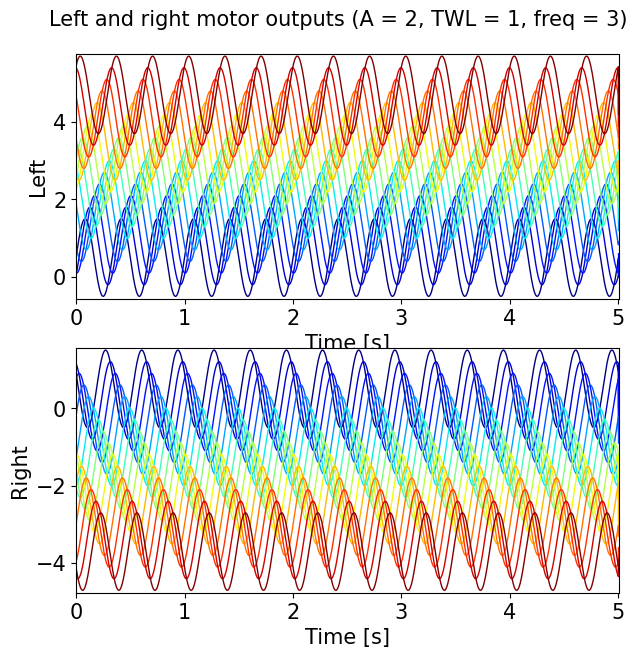 Left and right motor outputs (A = 2, TWL = 1, freq = 3)
4
2
0
Left
0 1 2 3 4 5
Time [s]
0
−2
−4
Right
0 1 2 3 4 5
Time [s]